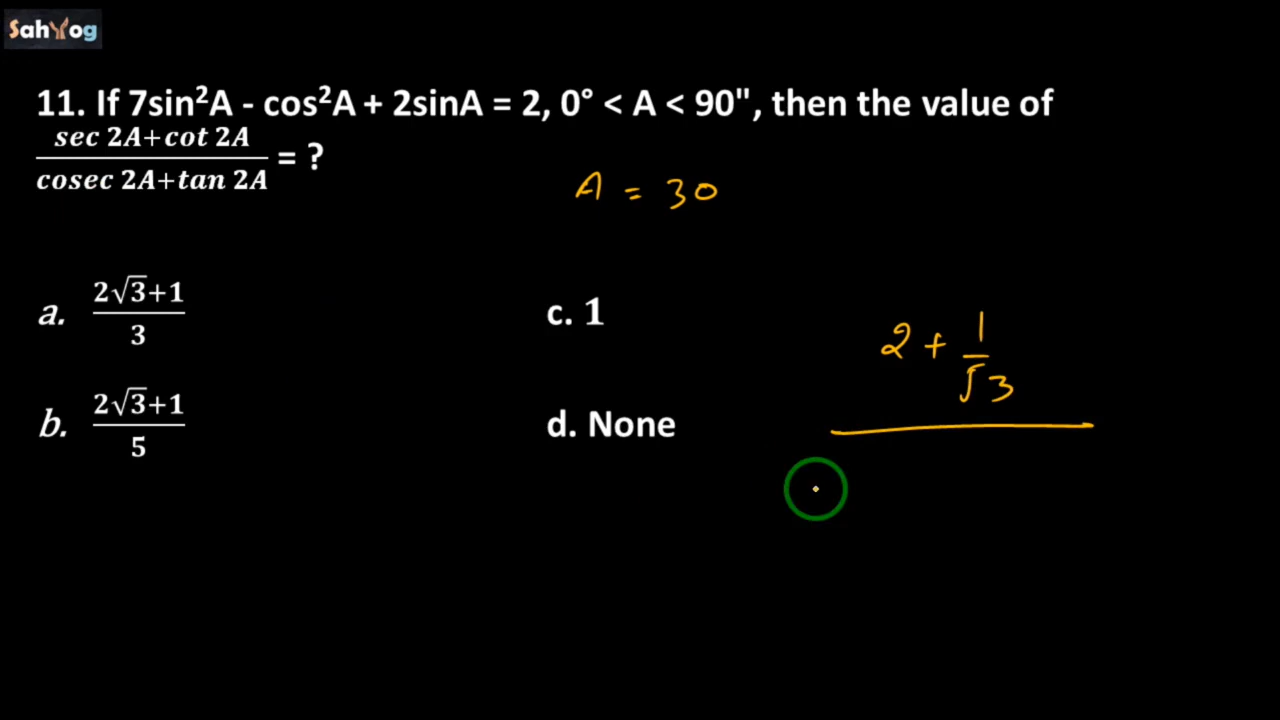 SahYog
11. If 7sin²A - cos²A + 2sinA = 2, 0° < A < 90", then the value of
sec 2A+cot 2A
cosec 2A+tan 2A
= ?
A = 30
a. 2√3+1
3
c. 1
b. 2√3+1
5
d. None
2 + 1
√3